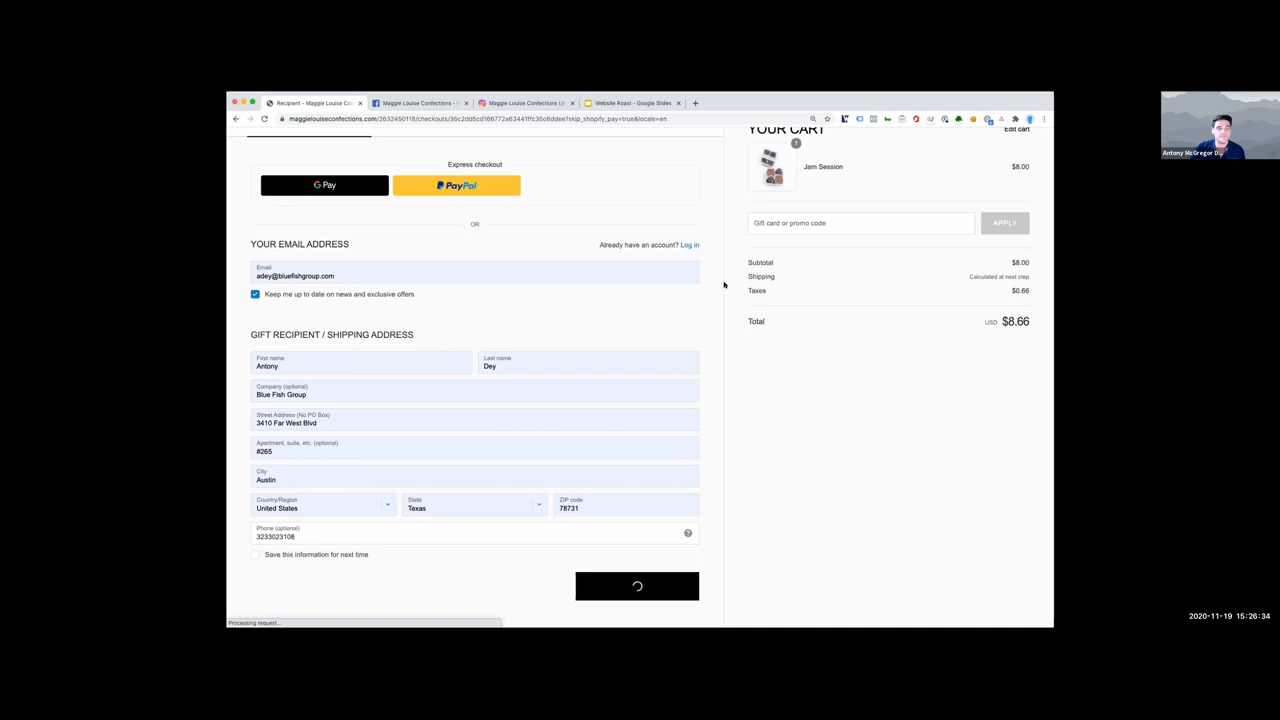 Recipient - Maggie Louise Co
Maggie Louise Confections -
Maggie Louise Confections (@
Website Roast - Google Slides
maggielouiseconfections.com/2632450118/checkouts/35c2dd5cd166772a63441ffc35c6ddee?skip_shopify_pay=true&locale=en
Express checkout
G Pay
PayPal
OR
YOUR EMAIL ADDRESS
Already have an account? Log in
Email
adey@bluefishgroup.com
Keep me up to date on news and exclusive offers
GIFT RECIPIENT / SHIPPING ADDRESS
First name
Antony
Last name
Dey
Company (optional)
Blue Fish Group
Street Address (No PO Box)
3410 Far West Blvd
Apartment, suite, etc. (optional)
#265
City
Austin
Country/Region
United States
State
Texas
ZIP code
78731
Phone (optional)
3233023108
?
Save this information for next time
Processing request...
YOUR CART
Edit cart
1
Jam Session
$8.00
Gift card or promo code
APPLY
Subtotal
$8.00
Shipping
Calculated at next step
Taxes
$0.66
Total
USD $8.66
Antony McGregor D...
2020-11-19 15:26:34